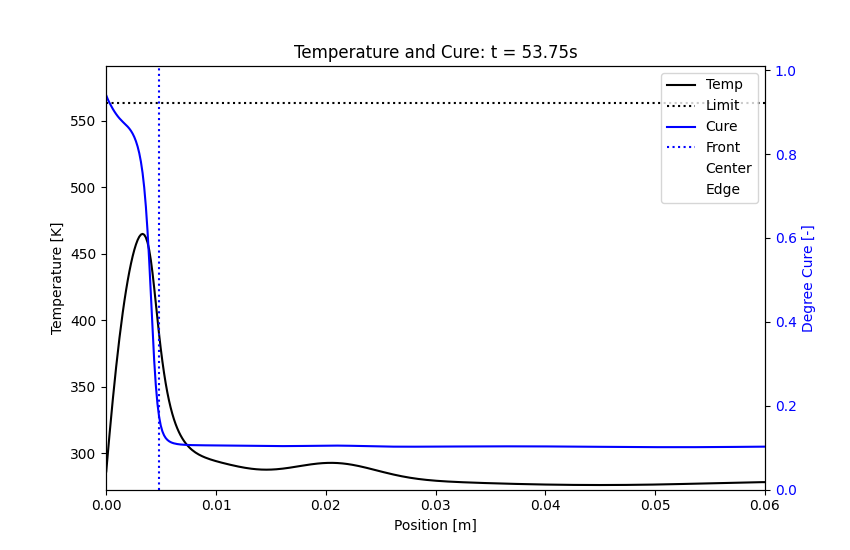 Temperature and Cure: t = 53.75s
Temp
Limit
Cure
Front
Center
Edge
Temperature [K]
550
500
450
400
350
300
Degree Cure [-]
1.0
0.8
0.6
0.4
0.2
0.0
0.00 0.01 0.02 0.03 0.04 0.05 0.06
Position [m]